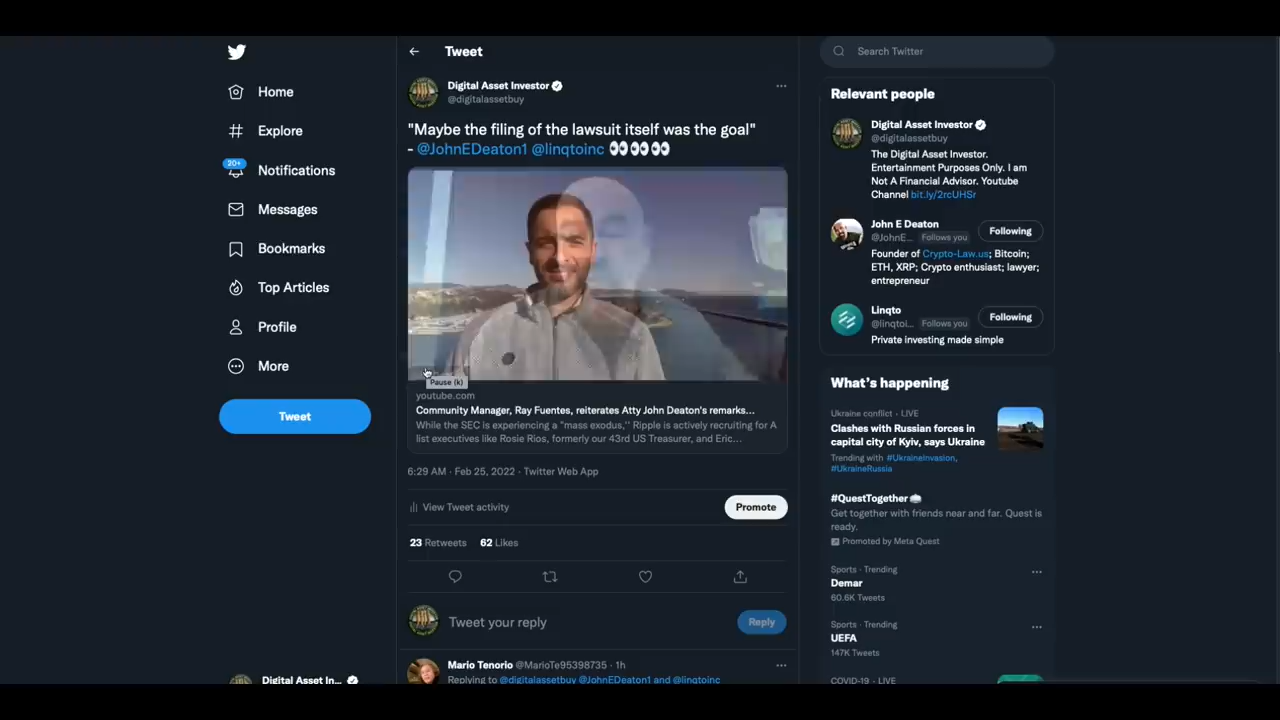 Home
Explore
20+
Notifications
Messages
Bookmarks
Top Articles
Profile
More
Tweet
Digital Asset In...
Tweet
Digital Asset Investor
@digitalassetbuy
"Maybe the filing of the lawsuit itself was the goal"
- @JohnEDeaton1 @linqtoinc 👀👀👀👀
Pause (k)
youtube.com
Community Manager, Ray Fuentes, reiterates Atty John Deaton's remarks...
While the SEC is experiencing a "mass exodus,'' Ripple is actively recruiting for A
list executives like Rosie Rios, formerly our 43rd US Treasurer, and Eric...
6:29 AM · Feb 25, 2022 · Twitter Web App
View Tweet activity
Promote
23 Retweets 62 Likes
Tweet your reply
Reply
Mario Tenorio @MarioTe95398735 · 1h
Replying to @digitalassetbuy @JohnEDeaton1 and @linqtoinc
Search Twitter
Relevant people
Digital Asset Investor
@digitalassetbuy
The Digital Asset Investor.
Entertainment Purposes Only. I am
Not A Financial Advisor. Youtube
Channel bit.ly/2rcUHSr
John E Deaton
@JohnE... Follows you
Following
Founder of Crypto-Law.us; Bitcoin;
ETH, XRP; Crypto enthusiast; lawyer;
entrepreneur
Linqto
@linqtoi... Follows you
Following
Private investing made simple
What's happening
Ukraine conflict · LIVE
Clashes with Russian forces in
capital city of Kyiv, says Ukraine
Trending with #UkraineInvasion,
#UkraineRussia
#QuestTogether
Get together with friends near and far. Quest is
ready.
Promoted by Meta Quest
Sports · Trending
Demar
60.6K Tweets
Sports · Trending
UEFA
147K Tweets
COVID-19 · LIVE